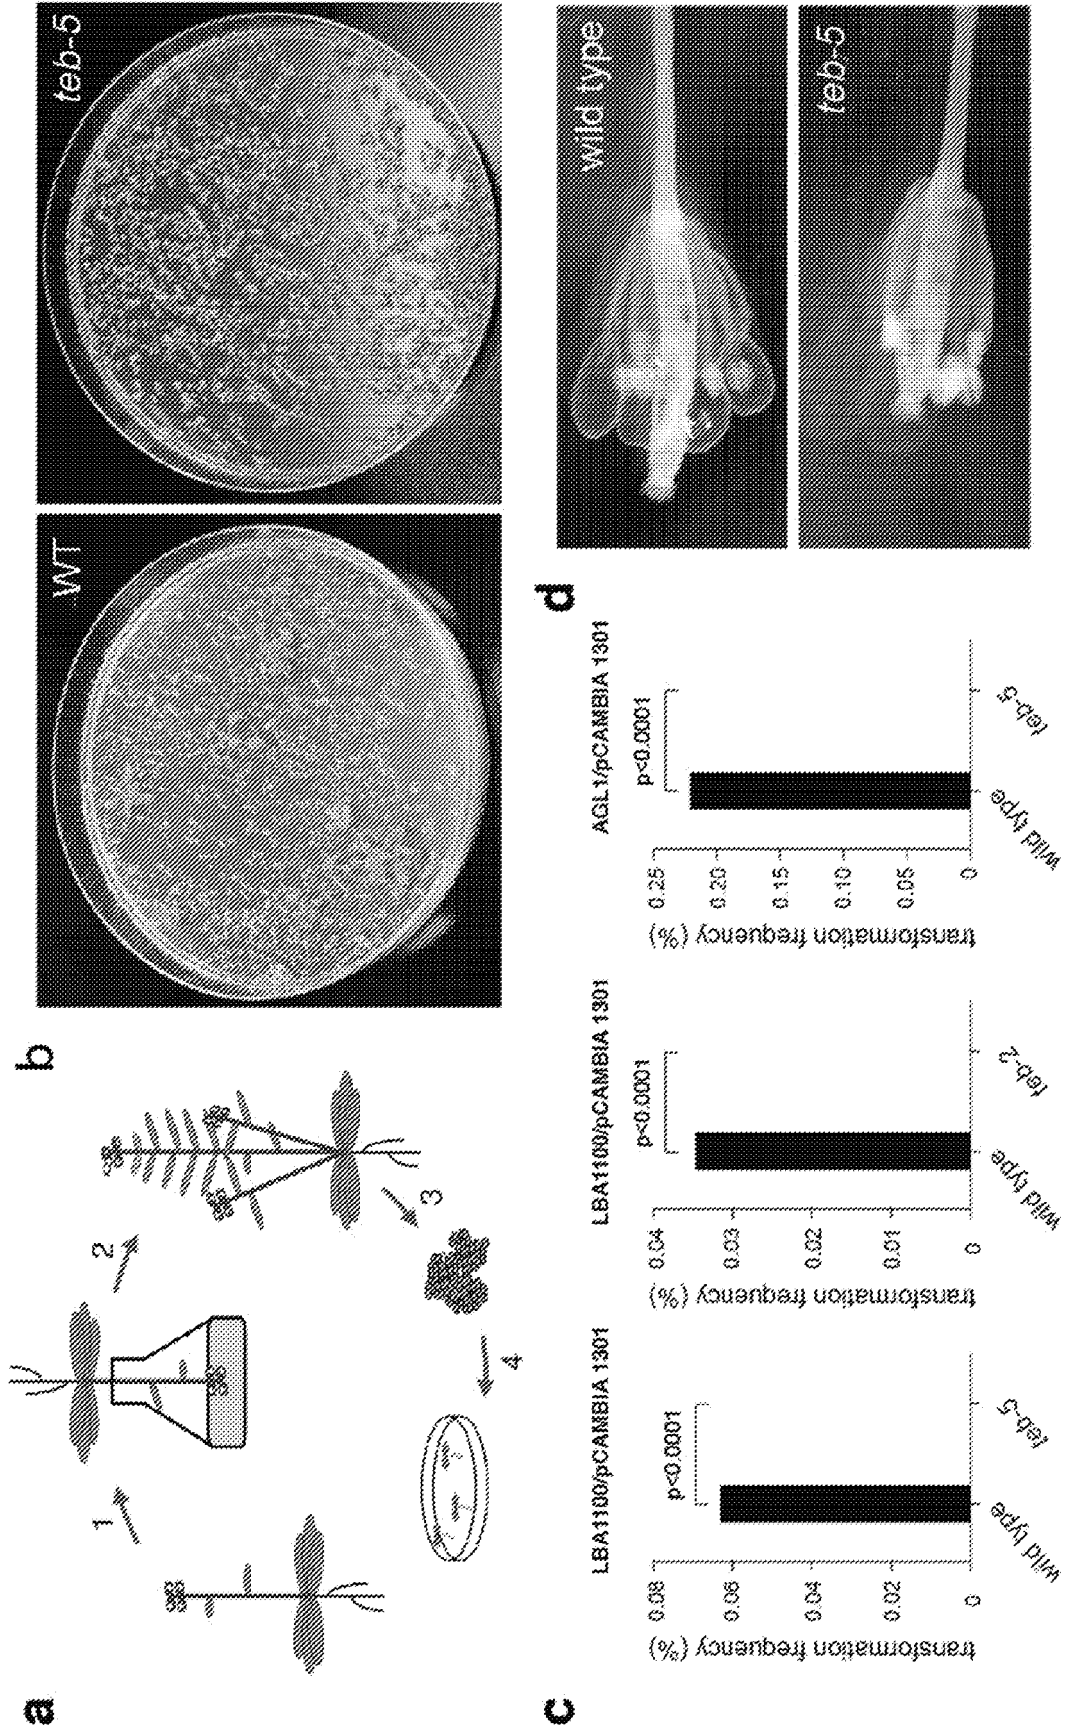 a
1
2
3
4
b
WT
teb-5
c
LBA1100/pCAMBIA 1301
p<0.0001
transformation frequency (%)
0.08
0.06
0.04
0.02
0
wild type
teb-5
LBA1100/pCAMBIA 1301
p<0.0001
transformation frequency (%)
0.04
0.03
0.02
0.01
0
wild type
teb-2
AGL1/pCAMBIA 1301
p<0.0001
transformation frequency (%)
0.25
0.20
0.15
0.10
0.05
0
wild type
teb-5
d
wild type
teb-5